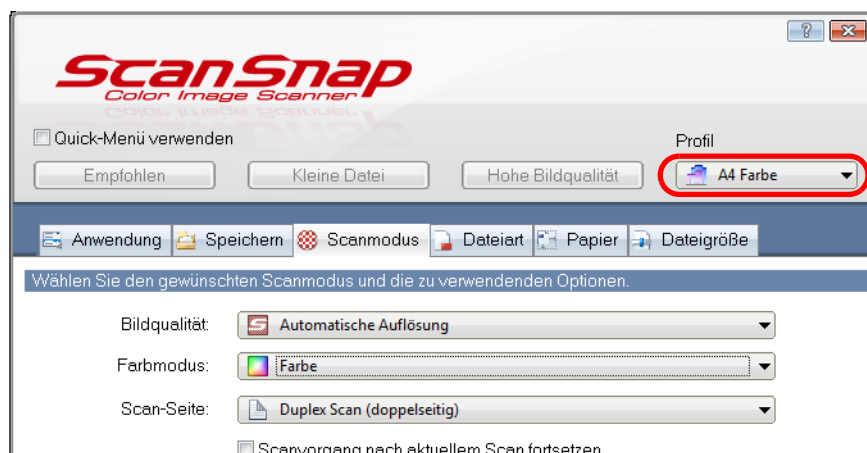 ScanSnap
Color Image Scanner
Quick-Menü verwenden
Profil
Empfohlen Kleine Datei Hohe Bildqualität A4 Farbe
Anwendung Speichern Scanmodus Dateiart Papier Dateigröße
Wählen Sie den gewünschten Scanmodus und die zu verwendenden Optionen.
Bildqualität: Automatische Auflösung
Farbmodus: Farbe
Scan-Seite: Duplex Scan (doppelseitig)
Scanvorgang nach aktuellem Scan fortsetzen